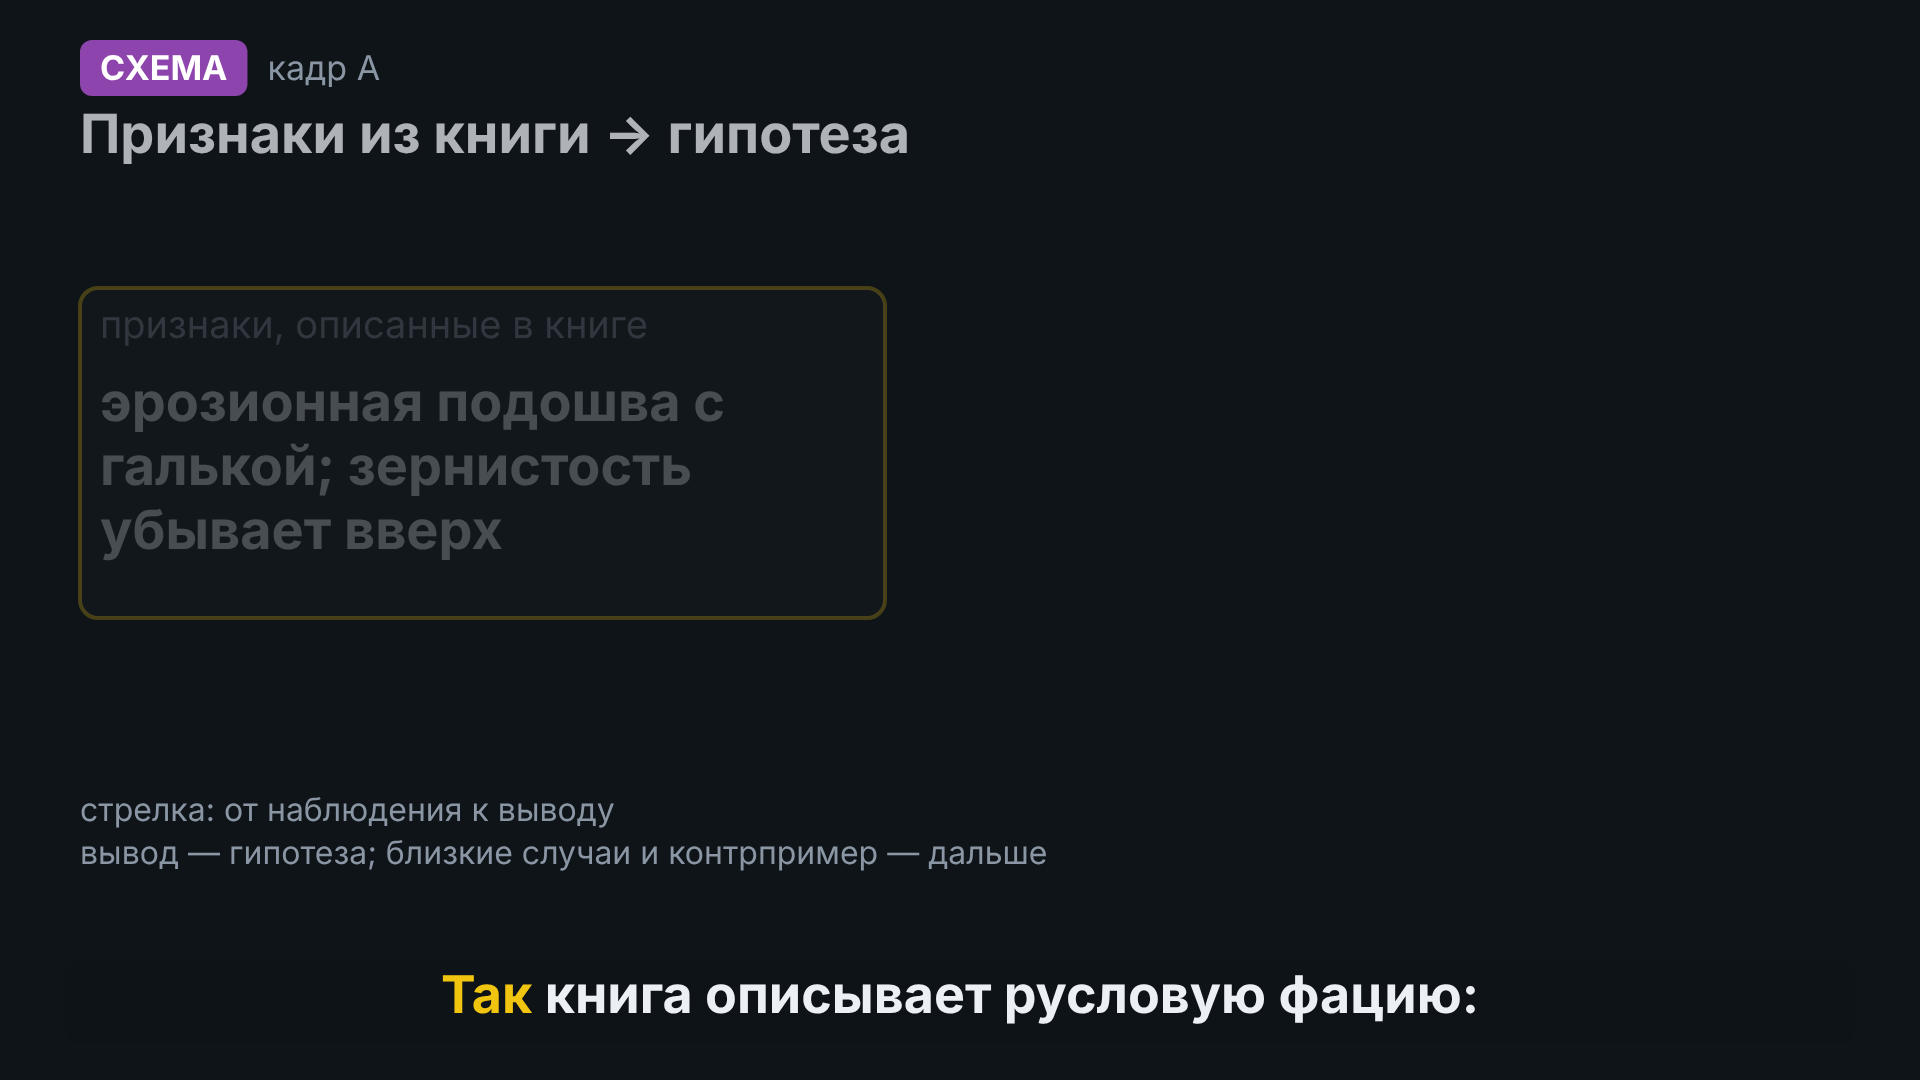 СХЕМА кадр А
Признаки из книги → гипотеза
признаки, описанные в книге
эрозионная подошва с
галькой; зернистость
убывает вверх
стрелка: от наблюдения к выводу
вывод — гипотеза; близкие случаи и контрпример — дальше
Так книга описывает русловую фацию: